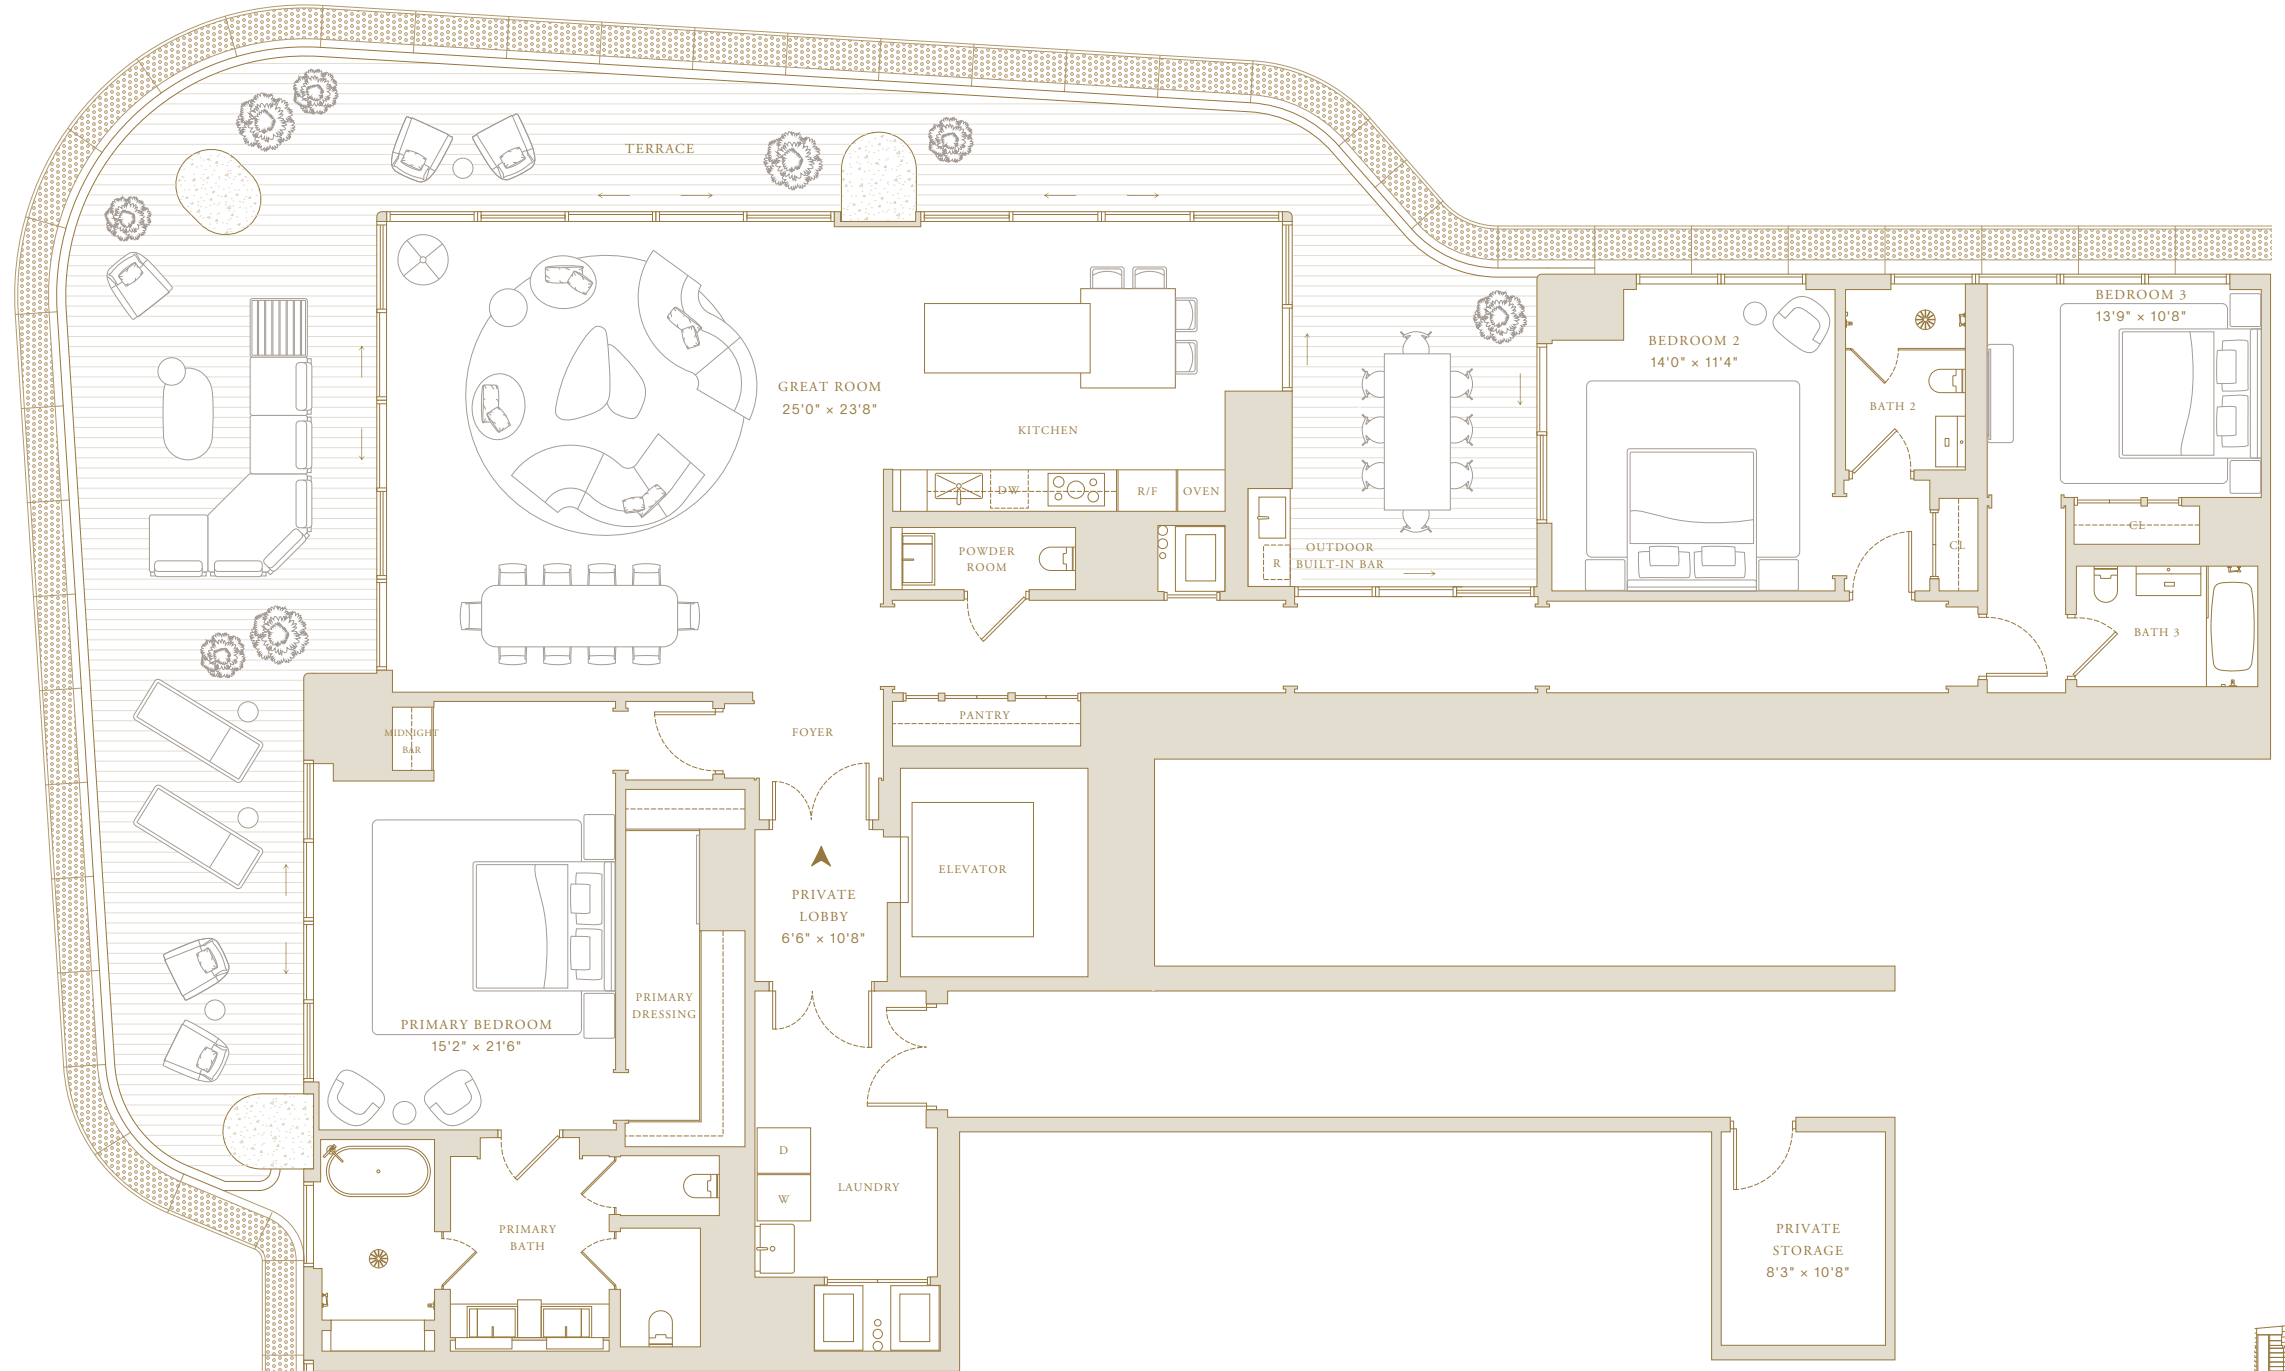 TERRACE
BEDROOM 3
13'9" × 10'8"
BEDROOM 2
14'0" × 11'4"
GREAT ROOM
25'0" × 23'8"
BATH 2
KITCHEN
DW
R/F
OVEN
CL
CL
OUTDOOR
BUILT-IN BAR
R
POWDER
ROOM
BATH 3
PANTRY
FOYER
MIDNIGHT
BAR
ELEVATOR
PRIVATE
LOBBY
6'6" × 10'8"
PRIMARY
DRESSING
PRIMARY BEDROOM
15'2" × 21'6"
D
W
LAUNDRY
PRIMARY
BATH
PRIVATE
STORAGE
8'3" × 10'8"